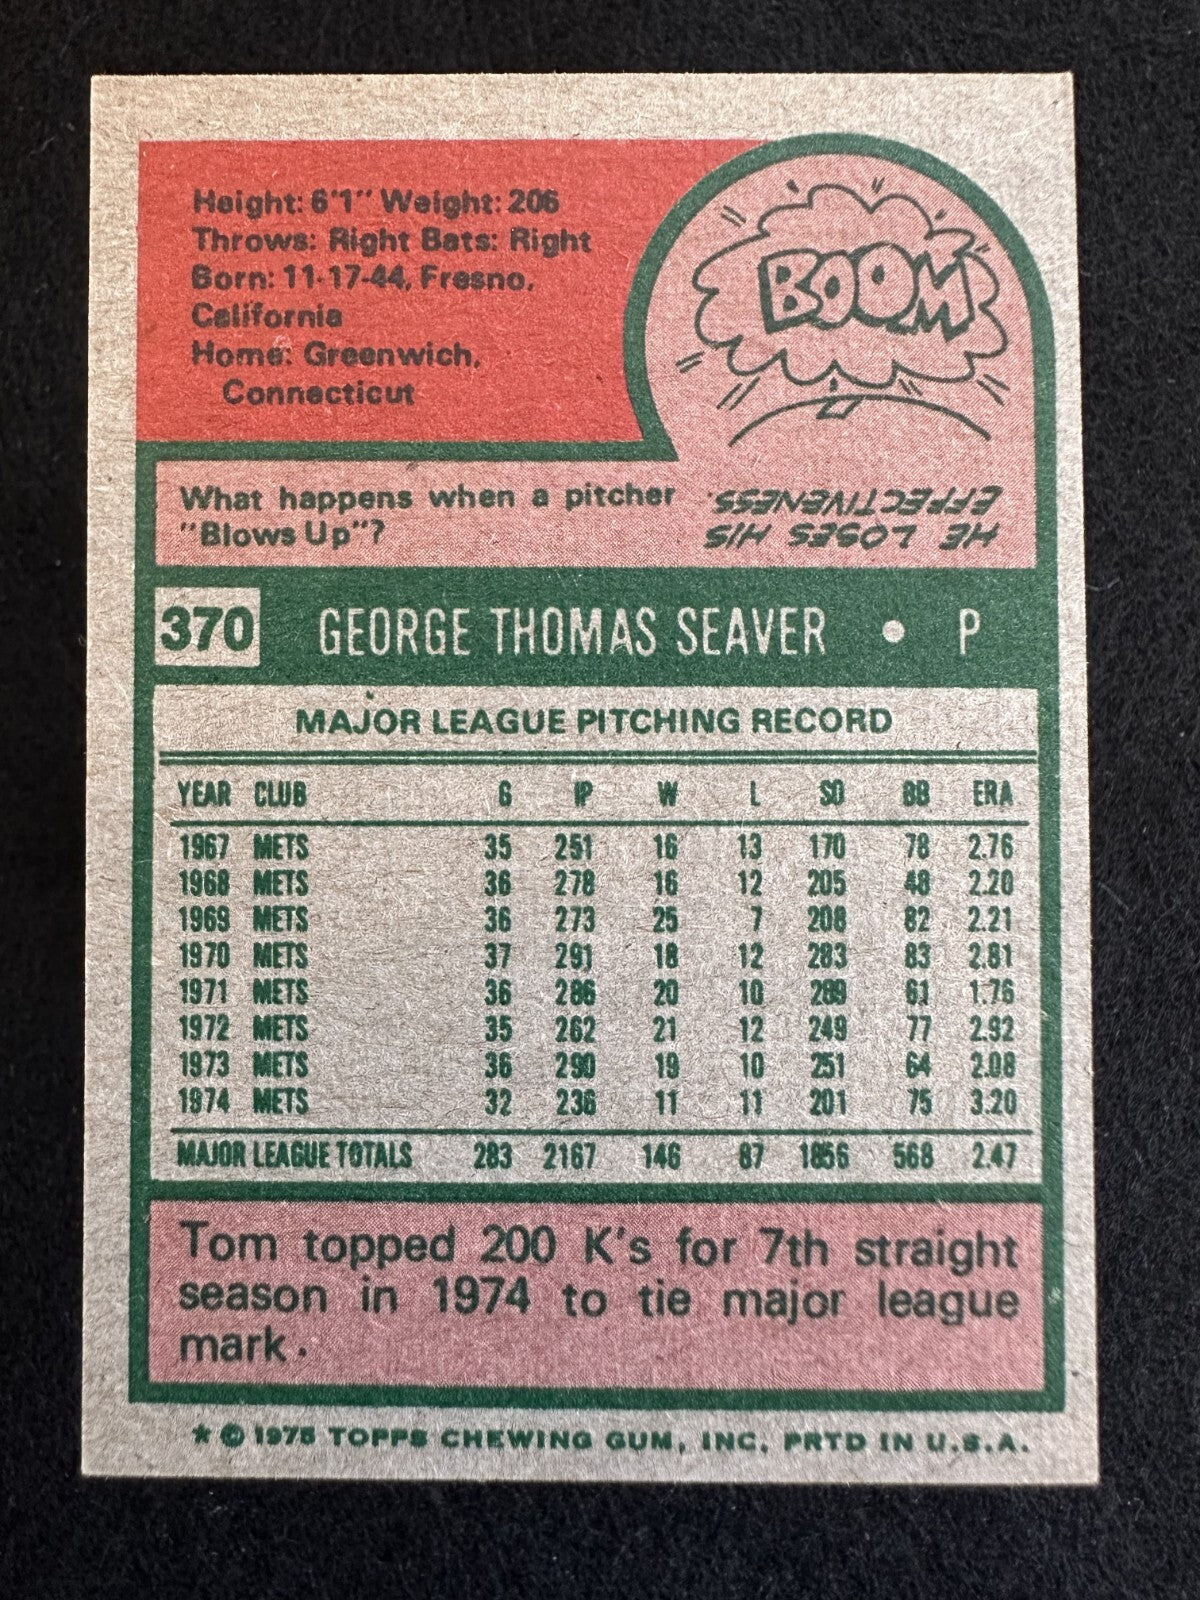 Height: 6'1" Weight: 206
Throws: Right Bats: Right
Born: 11-17-44, Fresno,
California
Home: Greenwich,
Connecticut
BOOM
What happens when a pitcher
"Blows Up"?
HE LOSES HIS
EFFECTIVENESS.
370 GEORGE THOMAS SEAVER • P
MAJOR LEAGUE PITCHING RECORD
YEAR CLUB G IP W L SO BB ERA
1967 METS 35 251 16 13 170 78 2.76
1968 METS 36 278 16 12 205 48 2.20
1969 METS 36 273 25 7 208 82 2.21
1970 METS 37 291 18 12 283 83 2.81
1971 METS 36 286 20 10 289 61 1.76
1972 METS 35 262 21 12 249 77 2.92
1973 METS 36 290 19 10 251 64 2.08
1974 METS 32 236 11 11 201 75 3.20
MAJOR LEAGUE TOTALS 283 2167 146 87 1856 568 2.47
Tom topped 200 K's for 7th straight
season in 1974 to tie major league
mark.
* © 1975 TOPPS CHEWING GUM, INC. PRTD IN U.S.A.